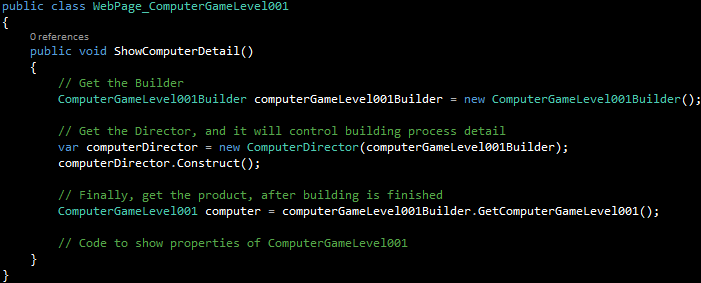 public class WebPage_ComputerGameLevel001
{
0 references
public void ShowComputerDetail()
{
// Get the Builder
ComputerGameLevel001Builder computerGameLevel001Builder = new ComputerGameLevel001Builder();
// Get the Director, and it will control building process detail
var computerDirector = new ComputerDirector(computerGameLevel001Builder);
computerDirector.Construct();
// Finally, get the product, after building is finished
ComputerGameLevel001 computer = computerGameLevel001Builder.GetComputerGameLevel001();
// Code to show properties of ComputerGameLevel001
}
}